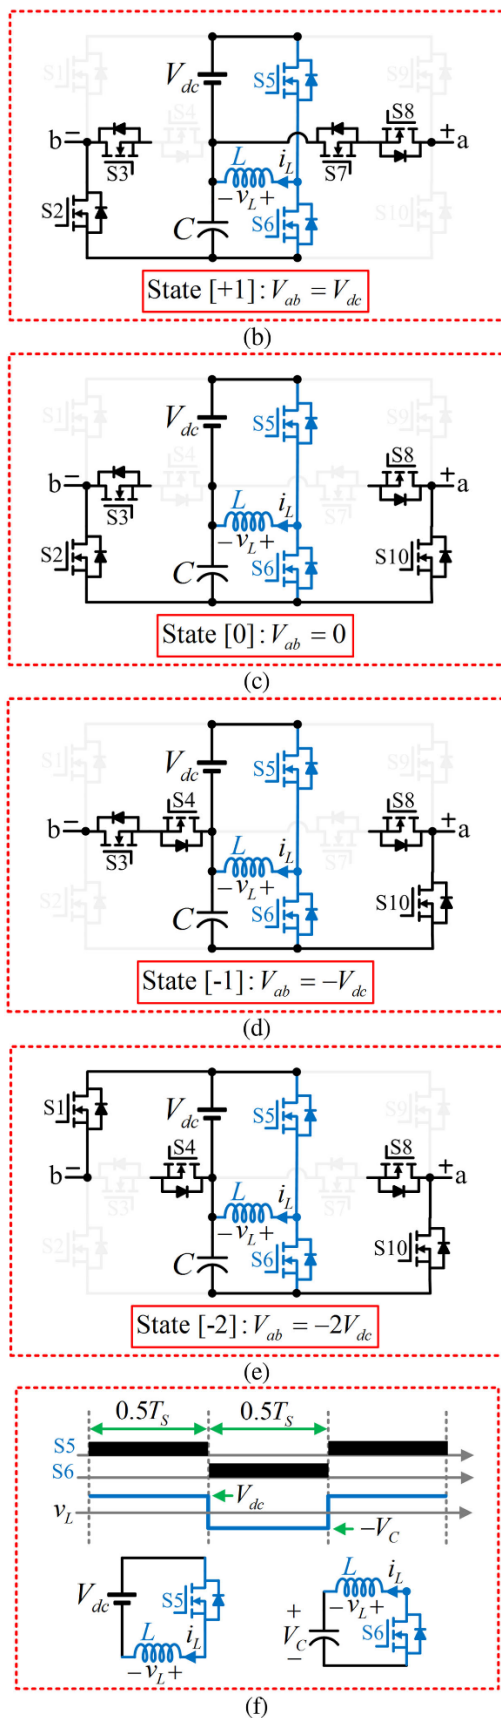 S1 V_dc S5 S9
b − S3 S4 S7 S8 + a
L i_L
S2 − v_L + S10
C S6
State [+1]: V_ab = V_dc
(b)
S1 V_dc S5 S9
b − S3 S4 S7 S8 + a
L i_L
S2 − v_L + S10
C S6
State [0]: V_ab = 0
(c)
S1 V_dc S5 S9
b − S3 S4 S7 S8 + a
L i_L
S2 − v_L + S10
C S6
State [-1]: V_ab = −V_dc
(d)
S1 V_dc S5 S9
b − S3 S4 S7 S8 + a
L i_L
S2 − v_L + S10
C S6
State [-2]: V_ab = −2V_dc
(e)
0.5T_S 0.5T_S
S5
S6
V_dc
v_L
−V_C
V_dc S5
L i_L
− v_L +
L i_L
− v_L +
+ V_C −
S6
(f)